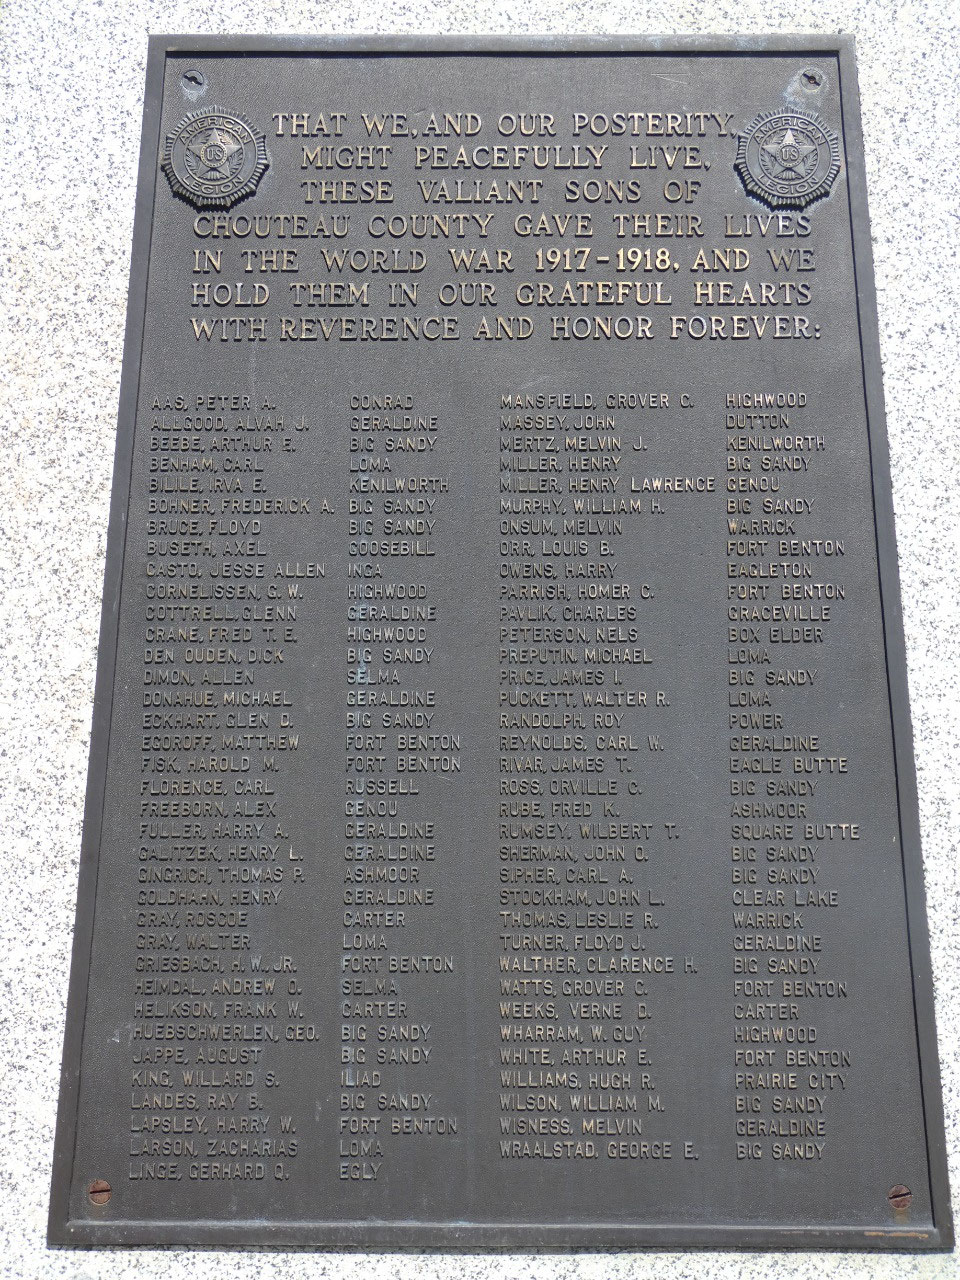 THAT WE, AND OUR POSTERITY,
MIGHT PEACEFULLY LIVE,
THESE VALIANT SONS OF
CHOUTEAU COUNTY GAVE THEIR LIVES
IN THE WORLD WAR 1917-1918, AND WE
HOLD THEM IN OUR GRATEFUL HEARTS
WITH REVERENCE AND HONOR FOREVER:
AMERICAN LEGION US
AMERICAN LEGION US
AAS, PETER A. CONRAD
ALLGOOD, ALVAH J. GERALDINE
BEEBE, ARTHUR E. BIG SANDY
BENHAM, CARL LOMA
BILILE, IRVA E. KENILWORTH
BOHNER, FREDERICK A. BIG SANDY
BRUCE, FLOYD BIG SANDY
BUSETH, AXEL GOOSEBILL
CASTO, JESSE ALLEN INGA
CORNELISSEN, G. W. HIGHWOOD
COTTRELL, GLENN GERALDINE
CRANE, FRED T. E. HIGHWOOD
DEN OUDEN, DICK BIG SANDY
DIMON, ALLEN SELMA
DONAHUE, MICHAEL GERALDINE
ECKHART, GLEN D. BIG SANDY
EGOROFF, MATTHEW FORT BENTON
FISK, HAROLD M. FORT BENTON
FLORENCE, CARL RUSSELL
FREEBORN, ALEX GENOU
FULLER, HARRY A. GERALDINE
GALITZEK, HENRY L. GERALDINE
GINGRICH, THOMAS P. ASHMOOR
GOLDHAHN, HENRY GERALDINE
GRAY, ROSCOE CARTER
GRAY, WALTER LOMA
GRIESBACH, H. W. JR. FORT BENTON
HEIMDAL, ANDREW O. SELMA
HELIKSON, FRANK W. CARTER
HUEBSCHWERLEN, GEO. BIG SANDY
JAPPE, AUGUST BIG SANDY
KING, WILLARD S. ILIAD
LANDES, RAY B. BIG SANDY
LAPSLEY, HARRY W. FORT BENTON
LARSON, ZACHARIAS LOMA
LINGE, GERHARD Q. EGLY
MANSFIELD, GROVER C. HIGHWOOD
MASSEY, JOHN DUTTON
MERTZ, MELVIN J. KENILWORTH
MILLER, HENRY BIG SANDY
MILLER, HENRY LAWRENCE GENOU
MURPHY, WILLIAM H. BIG SANDY
ONSUM, MELVIN WARRICK
ORR, LOUIS B. FORT BENTON
OWENS, HARRY EAGLETON
PARRISH, HOMER C. FORT BENTON
PAVLIK, CHARLES GRACEVILLE
PETERSON, NELS BOX ELDER
PREPUTIN, MICHAEL LOMA
PRICE, JAMES I. BIG SANDY
PUCKETT, WALTER R. LOMA
RANDOLPH, ROY POWER
REYNOLDS, CARL W. GERALDINE
RIVAR, JAMES T. EAGLE BUTTE
ROSS, ORVILLE C. BIG SANDY
RUBE, FRED K. ASHMOOR
RUMSEY, WILBERT T. SQUARE BUTTE
SHERMAN, JOHN O. BIG SANDY
SIPHER, CARL A. BIG SANDY
STOCKHAM, JOHN L. CLEAR LAKE
THOMAS, LESLIE R. WARRICK
TURNER, FLOYD J. GERALDINE
WALTHER, CLARENCE H. BIG SANDY
WATTS, GROVER C. FORT BENTON
WEEKS, VERNE D. CARTER
WHARRAM, W. GUY HIGHWOOD
WHITE, ARTHUR E. FORT BENTON
WILLIAMS, HUGH R. PRAIRIE CITY
WILSON, WILLIAM M. BIG SANDY
WISNESS, MELVIN GERALDINE
WRAALSTAD, GEORGE E. BIG SANDY